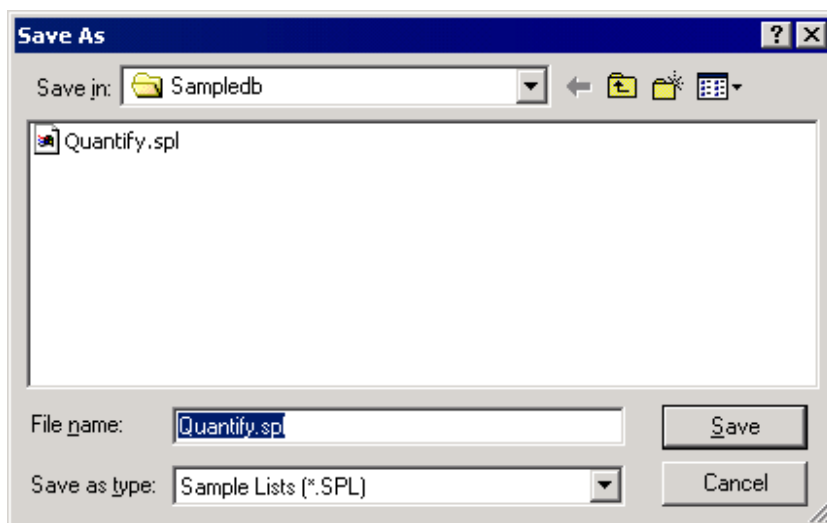 Save As
Save in: Sampledb
Quantify.spl
File name: Quantify.spl Save
Save as type: Sample Lists (*.SPL) Cancel